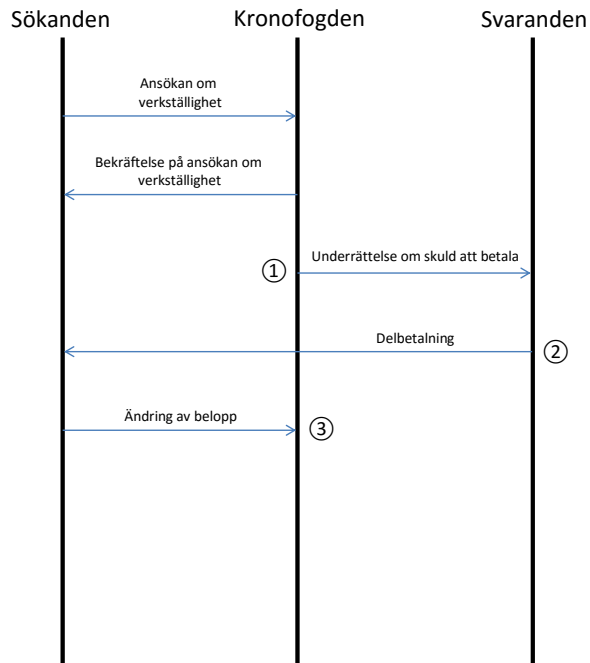 Sökanden Kronofogden Svaranden
Ansökan om
verkställighet
Bekräftelse på ansökan om
verkställighet
① Underrättelse om skuld att betala
Delbetalning ②
Ändring av belopp ③